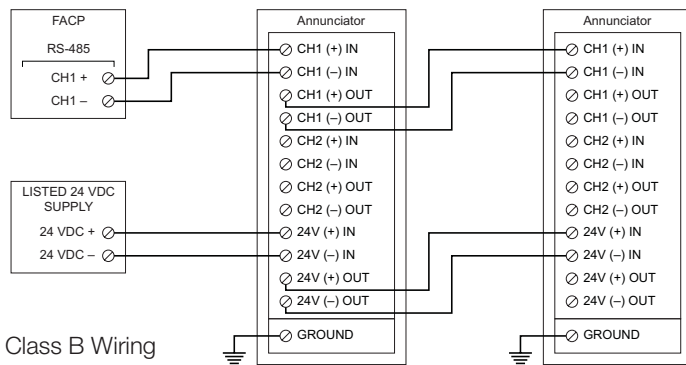 FACP
RS-485
CH1 +
CH1 –
LISTED 24 VDC
SUPPLY
24 VDC +
24 VDC –
Class B Wiring
Annunciator
CH1 (+) IN
CH1 (–) IN
CH1 (+) OUT
CH1 (–) OUT
CH2 (+) IN
CH2 (–) IN
CH2 (+) OUT
CH2 (–) OUT
24V (+) IN
24V (–) IN
24V (+) OUT
24V (–) OUT
GROUND
Annunciator
CH1 (+) IN
CH1 (–) IN
CH1 (+) OUT
CH1 (–) OUT
CH2 (+) IN
CH2 (–) IN
CH2 (+) OUT
CH2 (–) OUT
24V (+) IN
24V (–) IN
24V (+) OUT
24V (–) OUT
GROUND